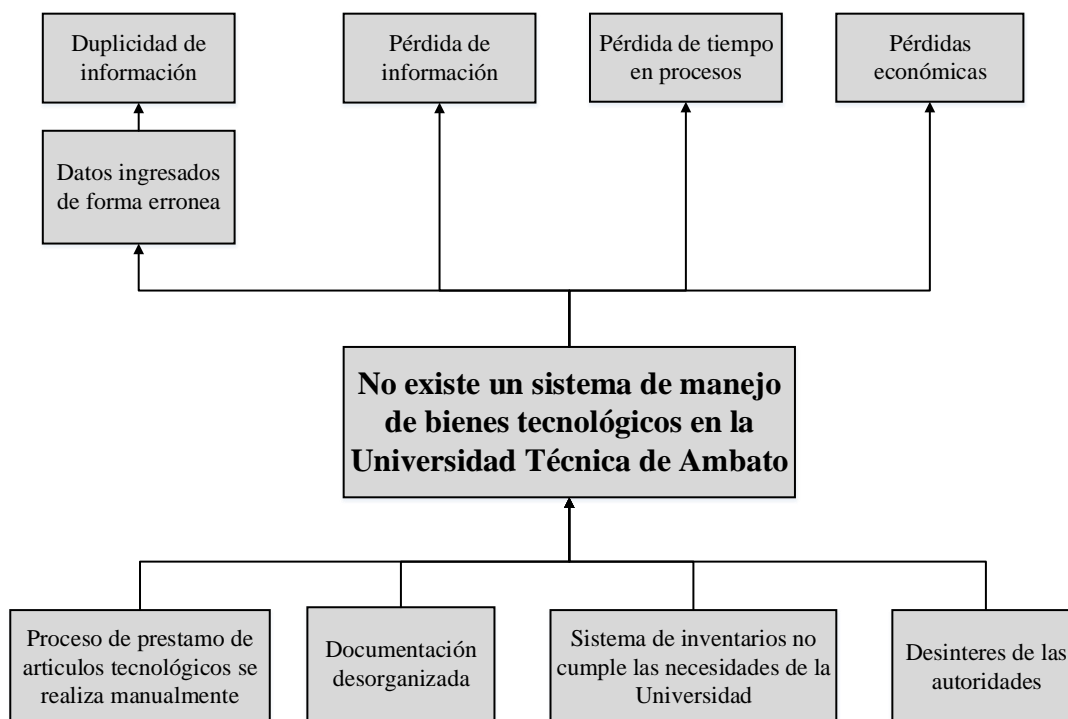 Duplicidad de
información
Pérdida de
información
Pérdida de tiempo
en procesos
Pérdidas
económicas
Datos ingresados
de forma erronea
No existe un sistema de manejo
de bienes tecnológicos en la
Universidad Técnica de Ambato
Proceso de prestamo de
articulos tecnológicos se
realiza manualmente
Documentación
desorganizada
Sistema de inventarios no
cumple las necesidades de la
Universidad
Desinteres de las
autoridades